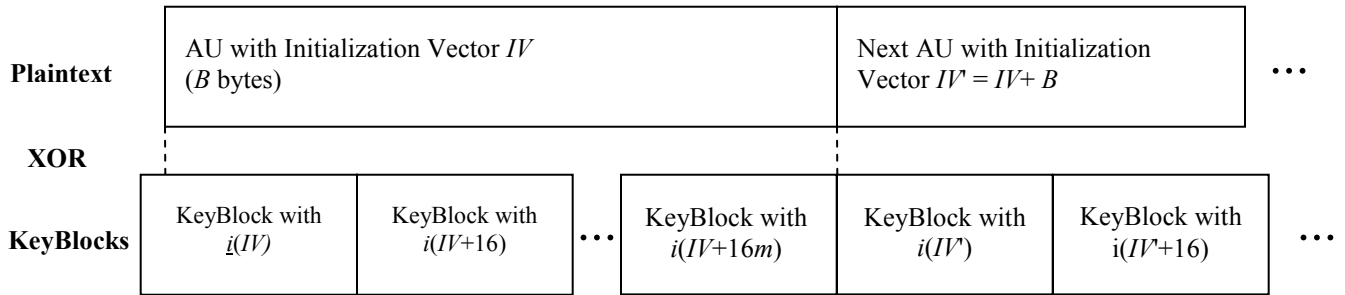 Plaintext
AU with Initialization Vector IV
(B bytes)
Next AU with Initialization
Vector IV' = IV+ B
...
XOR
KeyBlocks
KeyBlock with
i(IV)
KeyBlock with
i(IV+16)
...
KeyBlock with
i(IV+16m)
KeyBlock with
i(IV')
KeyBlock with
i(IV'+16)
...